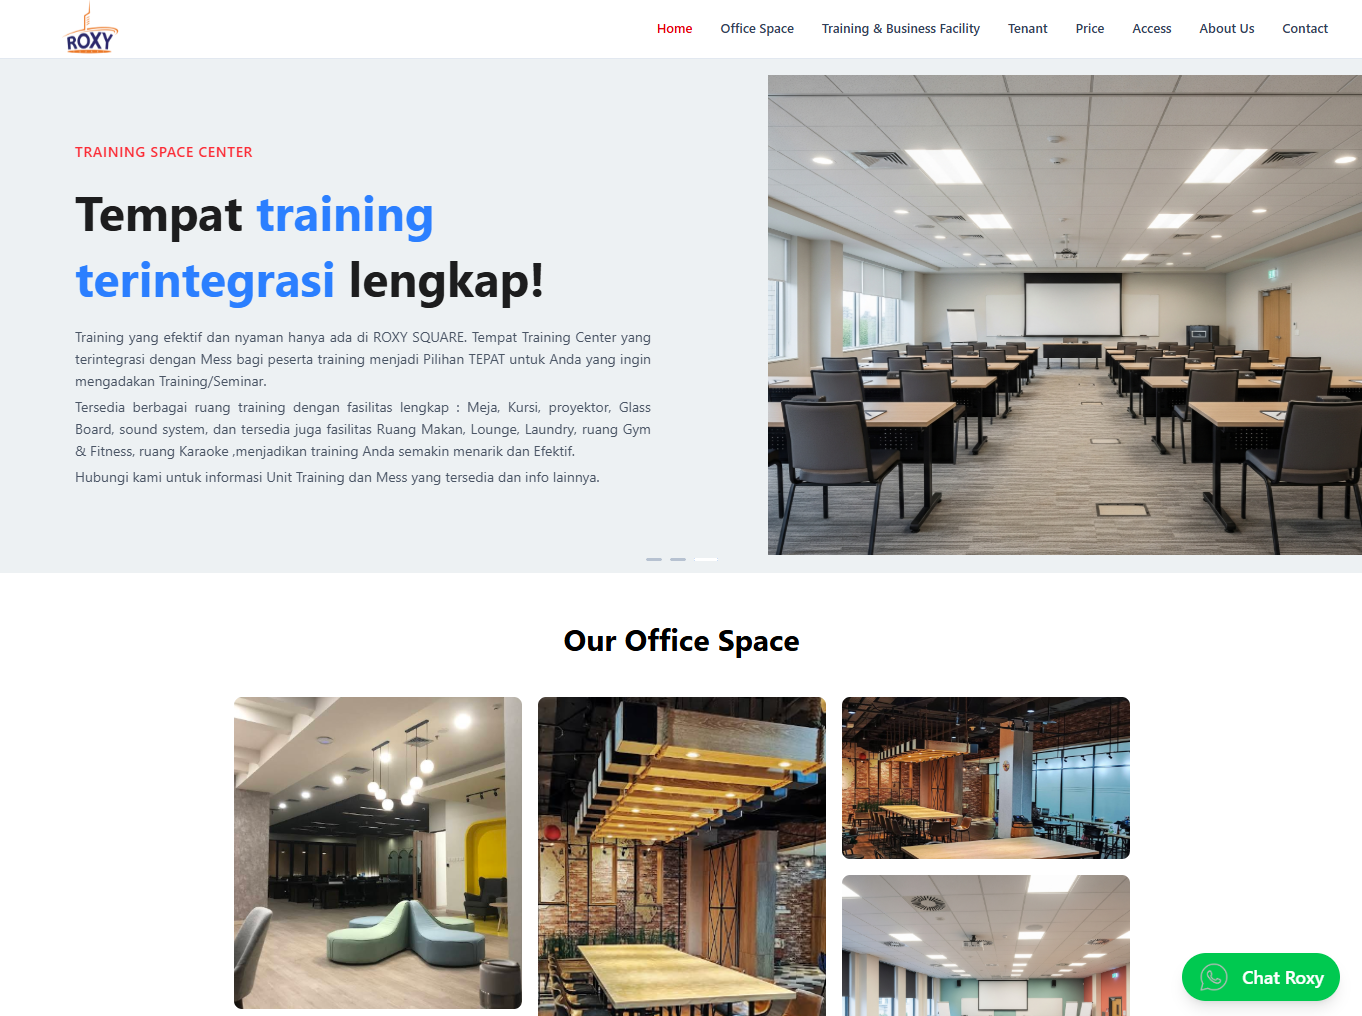 ROXY
Home
Office Space
Training & Business Facility
Tenant
Price
Access
About Us
Contact
TRAINING SPACE CENTER
Tempat training
terintegrasi lengkap!
Training yang efektif dan nyaman hanya ada di ROXY SQUARE. Tempat Training Center yang
terintegrasi dengan Mess bagi peserta training menjadi Pilihan TEPAT untuk Anda yang ingin
mengadakan Training/Seminar.
Tersedia berbagai ruang training dengan fasilitas lengkap : Meja, Kursi, proyektor, Glass
Board, sound system, dan tersedia juga fasilitas Ruang Makan, Lounge, Laundry, ruang Gym
& Fitness, ruang Karaoke ,menjadikan training Anda semakin menarik dan Efektif.
Hubungi kami untuk informasi Unit Training dan Mess yang tersedia dan info lainnya.
Our Office Space
Chat Roxy